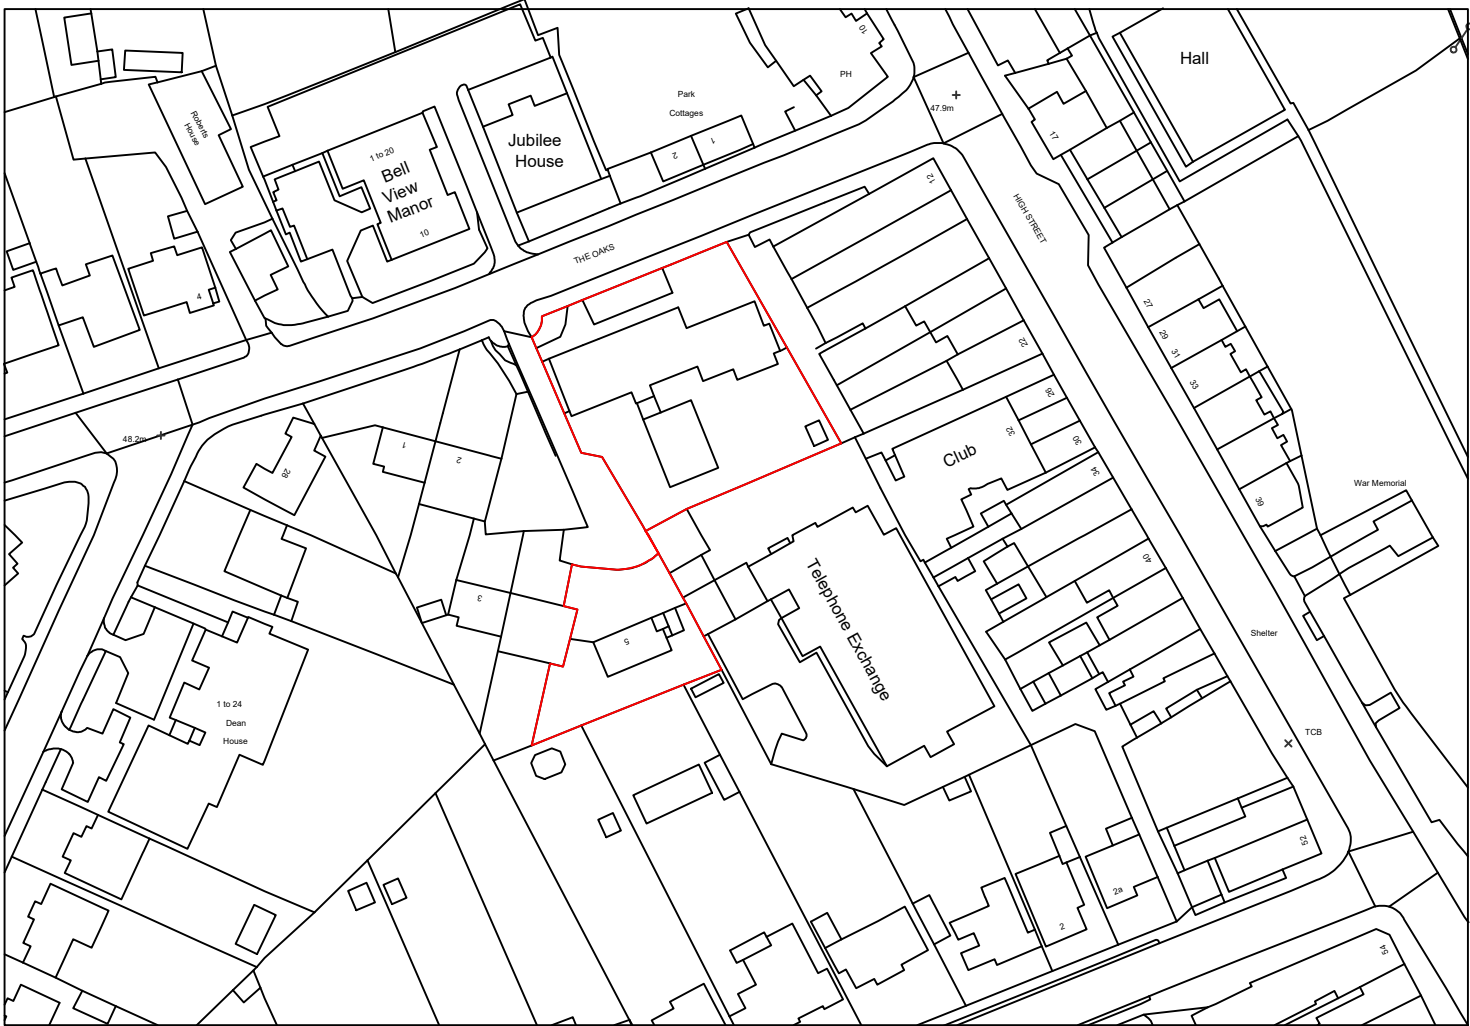 10
PH
Hall
Park
Cottages
47.9m
Roberts
House
17
1
2
Jubilee
House
1 to 20
Bell
View
Manor
10
12
HIGH STREET
THE OAKS
4
27
29
31
33
22
26
30
32
Club
34
39
War Memorial
48.2m
1
2
28
40
Telephone Exchange
3
5
Shelter
1 to 24
Dean
House
TCB
52
2a
2
54